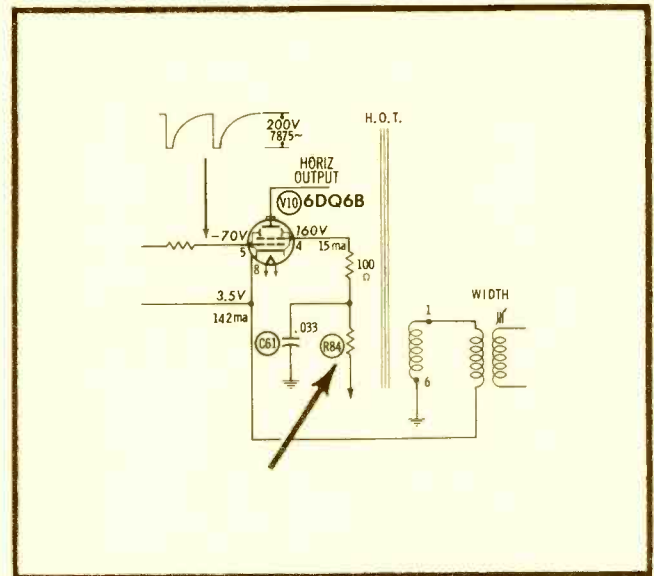 200V
7875~
H.O.T.
HORIZ
OUTPUT
V10 6DQ6B
-70V
160V
5
4
15ma
8
100
Ω
3.5V
142ma
WIDTH
1
.033
C61
R84
6